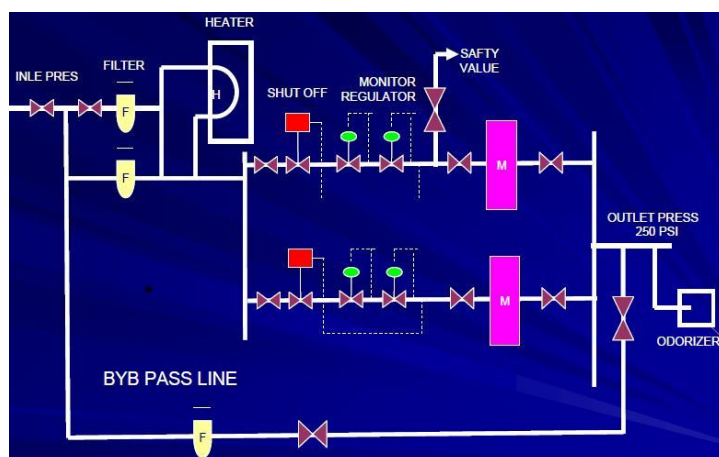 HEATER
INLE PRES
FILTER
SAFTY
VALUE
SHUT OFF
MONITOR
REGULATOR
H
F
F
M
OUTLET PRESS
250 PSI
M
ODORIZER
BYB PASS LINE
F